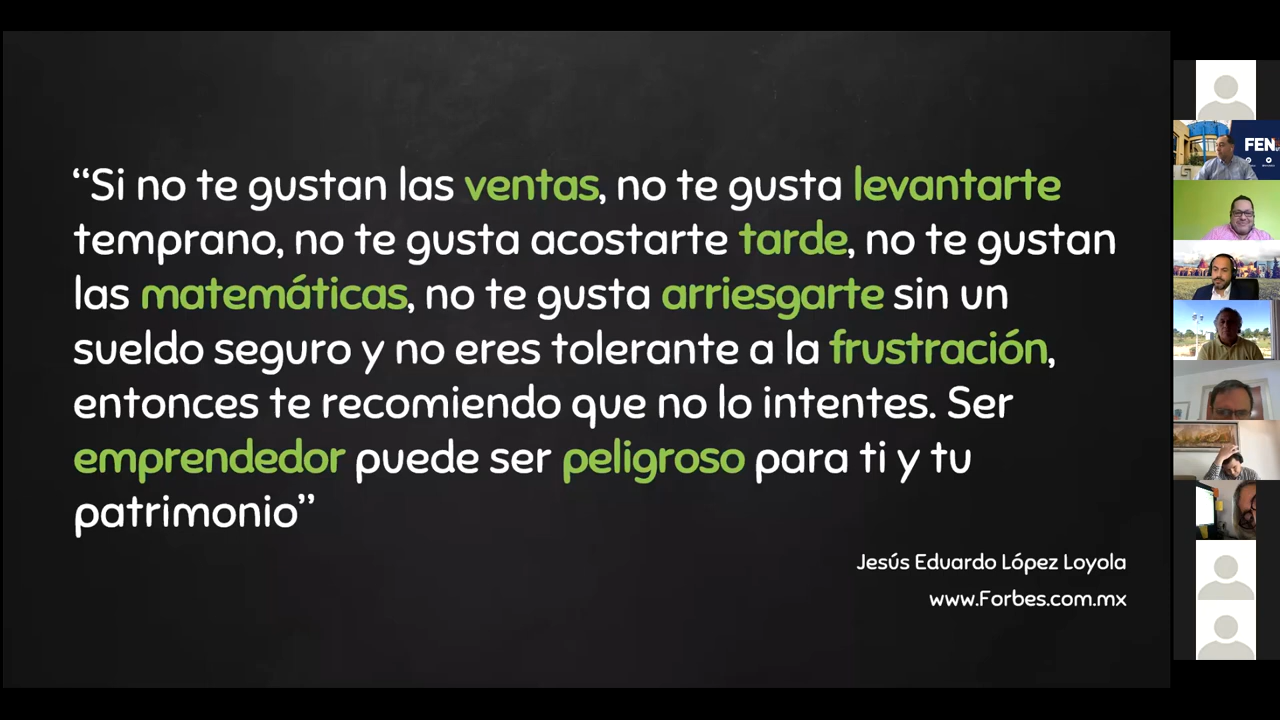 “Si no te gustan las ventas, no te gusta levantarte
temprano, no te gusta acostarte tarde, no te gustan
las matemáticas, no te gusta arriesgarte sin un
sueldo seguro y no eres tolerante a la frustración,
entonces te recomiendo que no lo intentes. Ser
emprendedor puede ser peligroso para ti y tu
patrimonio”
Jesús Eduardo López Loyola
www.Forbes.com.mx
FEN